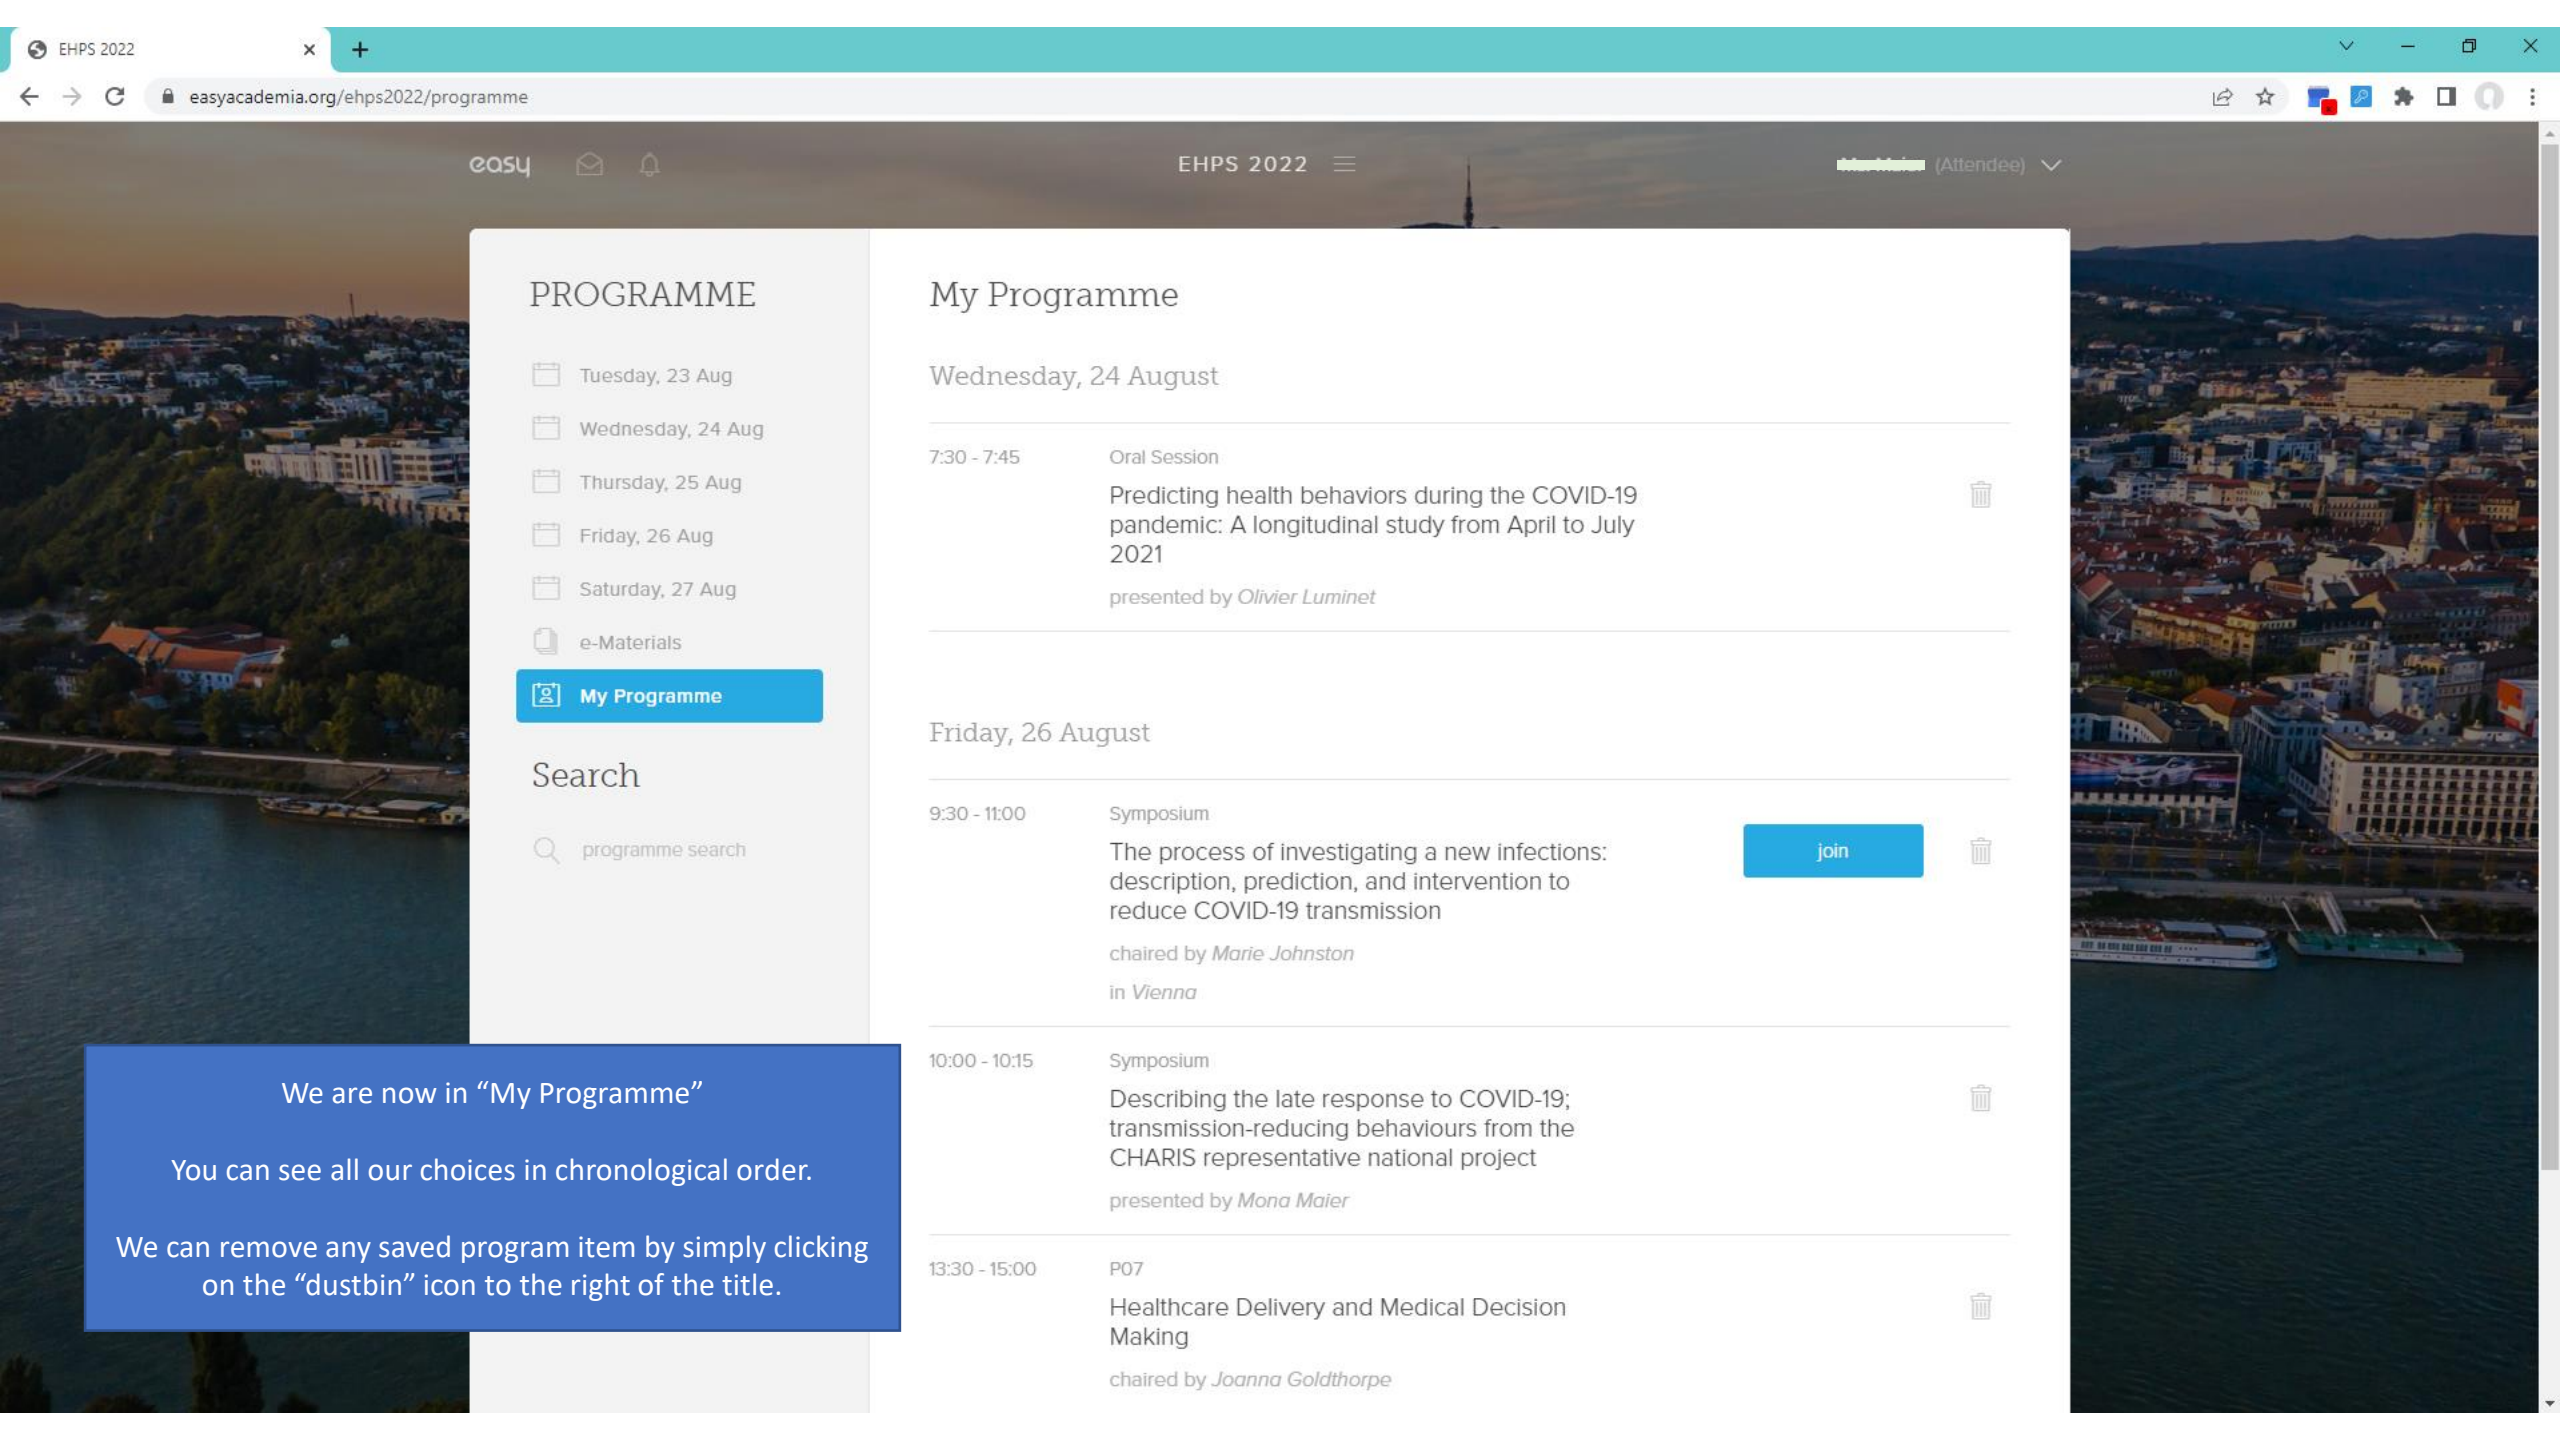 EHPS 2022
easyacademia.org/ehps2022/programme
easy
EHPS 2022
(Attendee)
PROGRAMME
Tuesday, 23 Aug
Wednesday, 24 Aug
Thursday, 25 Aug
Friday, 26 Aug
Saturday, 27 Aug
e-Materials
My Programme
Search
programme search
My Programme
Wednesday, 24 August
7:30 - 7:45
Oral Session
Predicting health behaviors during the COVID-19
pandemic: A longitudinal study from April to July
2021
presented by Olivier Luminet
Friday, 26 August
9:30 - 11:00
Symposium
The process of investigating a new infections:
description, prediction, and intervention to
reduce COVID-19 transmission
join
chaired by Marie Johnston
in Vienna
10:00 - 10:15
Symposium
Describing the late response to COVID-19;
transmission-reducing behaviours from the
CHARIS representative national project
presented by Mona Maier
13:30 - 15:00
P07
Healthcare Delivery and Medical Decision
Making
chaired by Joanna Goldthorpe
We are now in “My Programme”
You can see all our choices in chronological order.
We can remove any saved program item by simply clicking
on the “dustbin” icon to the right of the title.